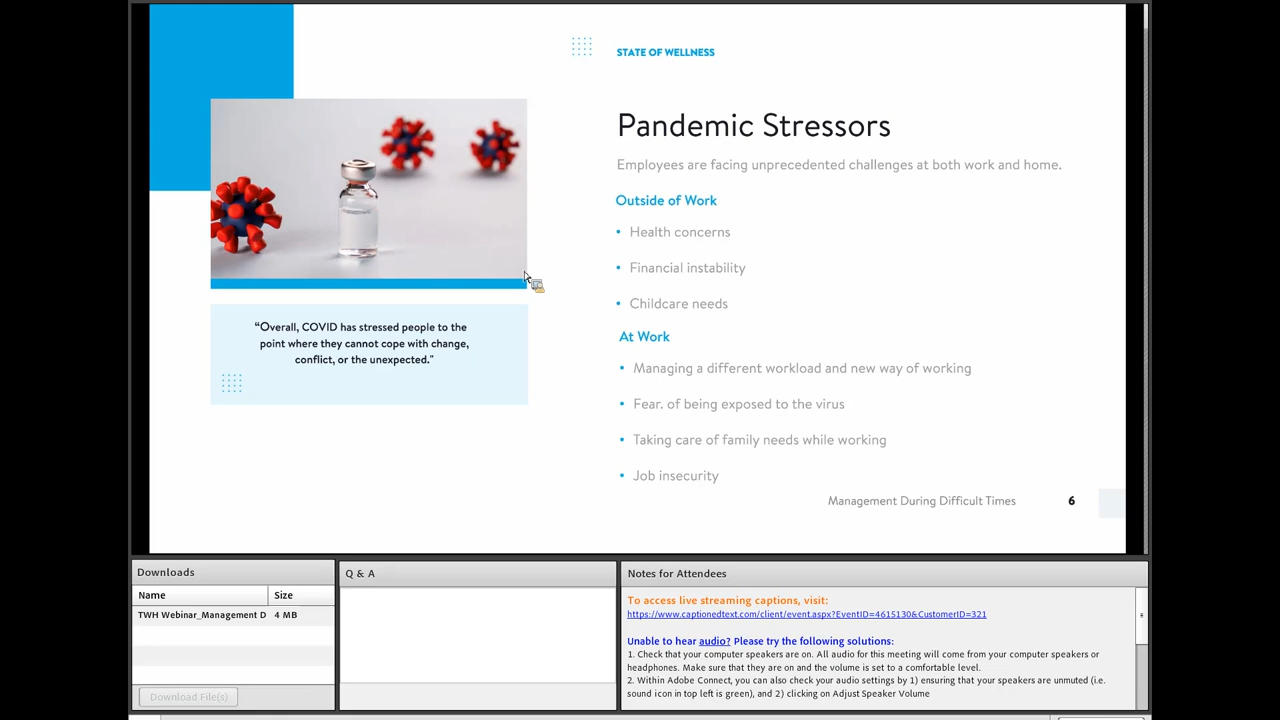 STATE OF WELLNESS
Pandemic Stressors
Employees are facing unprecedented challenges at both work and home.
Outside of Work
• Health concerns
• Financial instability
• Childcare needs
At Work
• Managing a different workload and new way of working
• Fear. of being exposed to the virus
• Taking care of family needs while working
• Job insecurity
“Overall, COVID has stressed people to the
point where they cannot cope with change,
conflict, or the unexpected."
Management During Difficult Times 6
Downloads
Name Size
TWH Webinar_Management D 4 MB
Download File(s)
Q & A
Notes for Attendees
To access live streaming captions, visit:
https://www.captionedtext.com/client/event.aspx?EventID=4615130&CustomerID=321
Unable to hear audio? Please try the following solutions:
1. Check that your computer speakers are on. All audio for this meeting will come from your computer speakers or
headphones. Make sure that they are on and the volume is set to a comfortable level.
2. Within Adobe Connect, you can also check your audio settings by 1) ensuring that your speakers are unmuted (i.e.
sound icon in top left is green), and 2) clicking on Adjust Speaker Volume